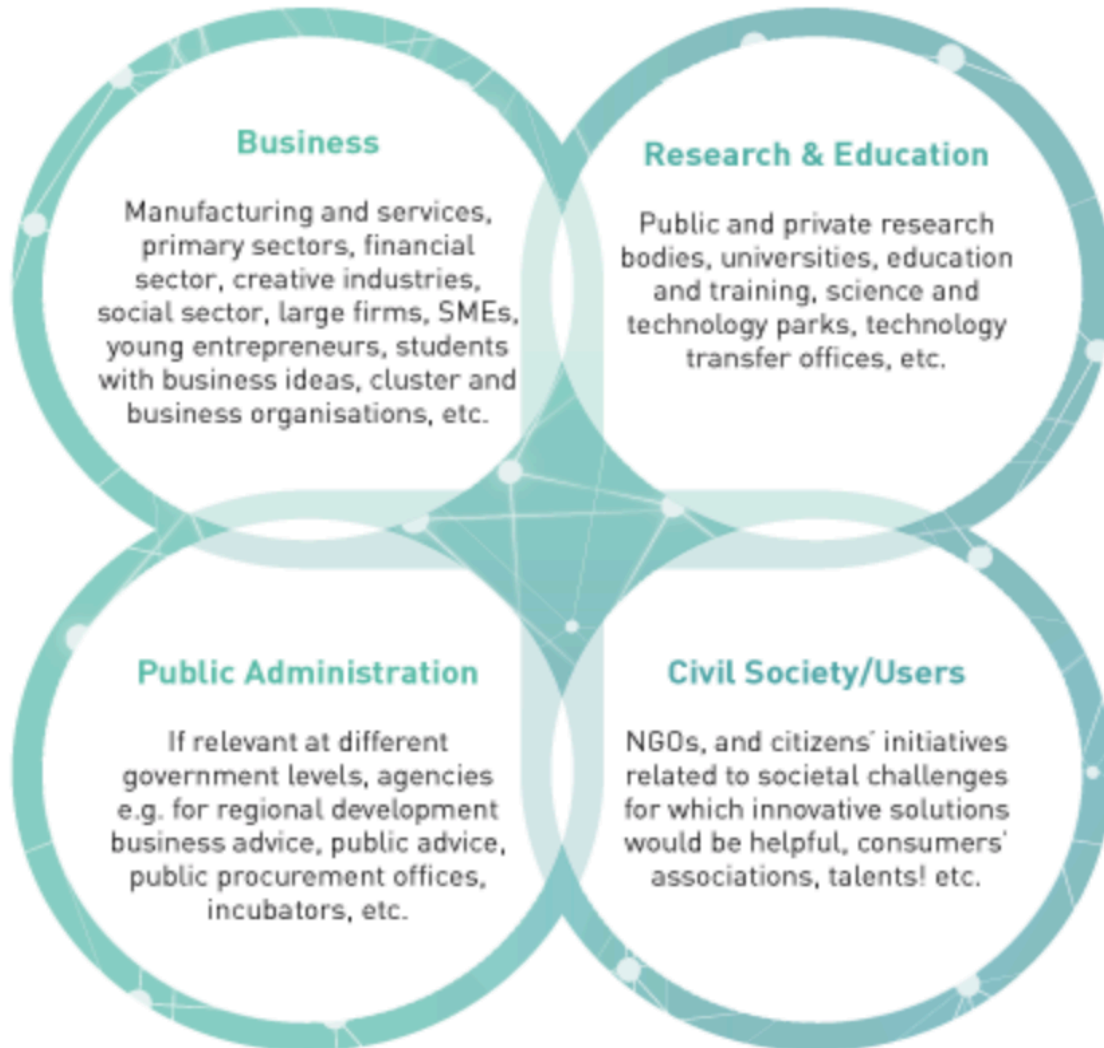 Business
Manufacturing and services,
primary sectors, financial
sector, creative industries,
social sector, large firms, SMEs,
young entrepreneurs, students
with business ideas, cluster and
business organisations, etc.
Research & Education
Public and private research
bodies, universities, education
and training, science and
technology parks, technology
transfer offices, etc.
Public Administration
If relevant at different
government levels, agencies
e.g. for regional development
business advice, public advice,
public procurement offices,
incubators, etc.
Civil Society/Users
NGOs, and citizens' initiatives
related to societal challenges
for which innovative solutions
would be helpful, consumers'
associations, talents! etc.